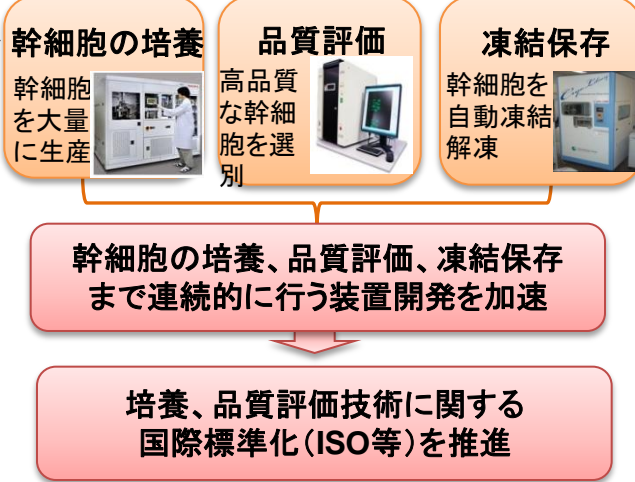 幹細胞の培養
幹細胞
を大量
に生産
品質評価
高品質
な幹細
胞を選
別
凍結保存
幹細胞を
自動凍結
解凍
幹細胞の培養、品質評価、凍結保存
まで連続的に行う装置開発を加速
培養、品質評価技術に関する
国際標準化（ISO等）を推進